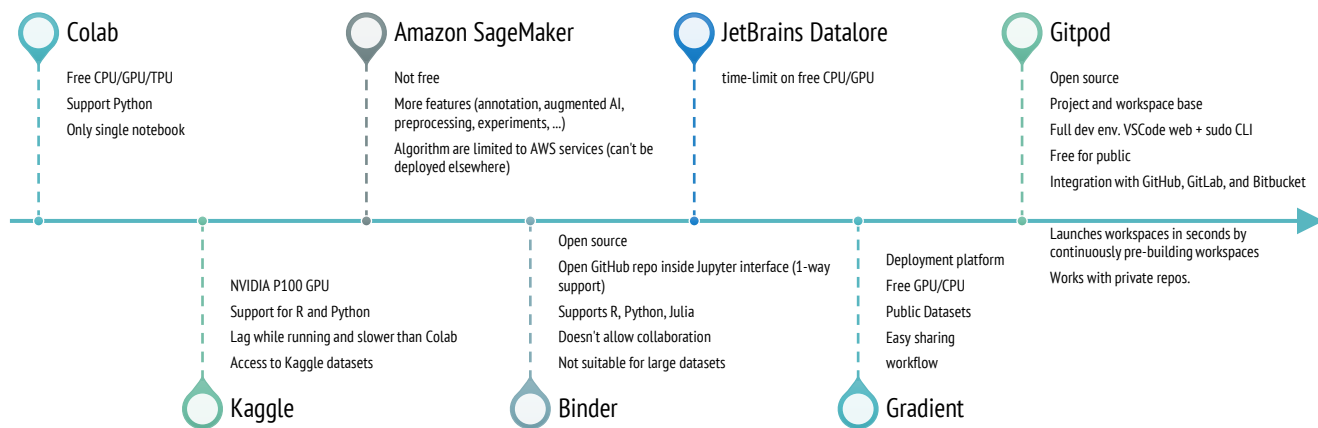 Colab
Free CPU/GPU/TPU
Support Python
Only single notebook
Amazon SageMaker
Not free
More features (annotation, augmented AI,
preprocessing, experiments, ...)
Algorithm are limited to AWS services (can't be
deployed elsewhere)
JetBrains Datalore
time-limit on free CPU/GPU
Gitpod
Open source
Project and workspace base
Full dev env. VSCode web + sudo CLI
Free for public
Integration with GitHub, GitLab, and Bitbucket
Launches workspaces in seconds by
continuously pre-building workspaces
Works with private repos.
NVIDIA P100 GPU
Support for R and Python
Lag while running and slower than Colab
Access to Kaggle datasets
Kaggle
Open source
Open GitHub repo inside Jupyter interface (1-way
support)
Supports R, Python, Julia
Doesn't allow collaboration
Not suitable for large datasets
Binder
Deployment platform
Free GPU/CPU
Public Datasets
Easy sharing
workflow
Gradient